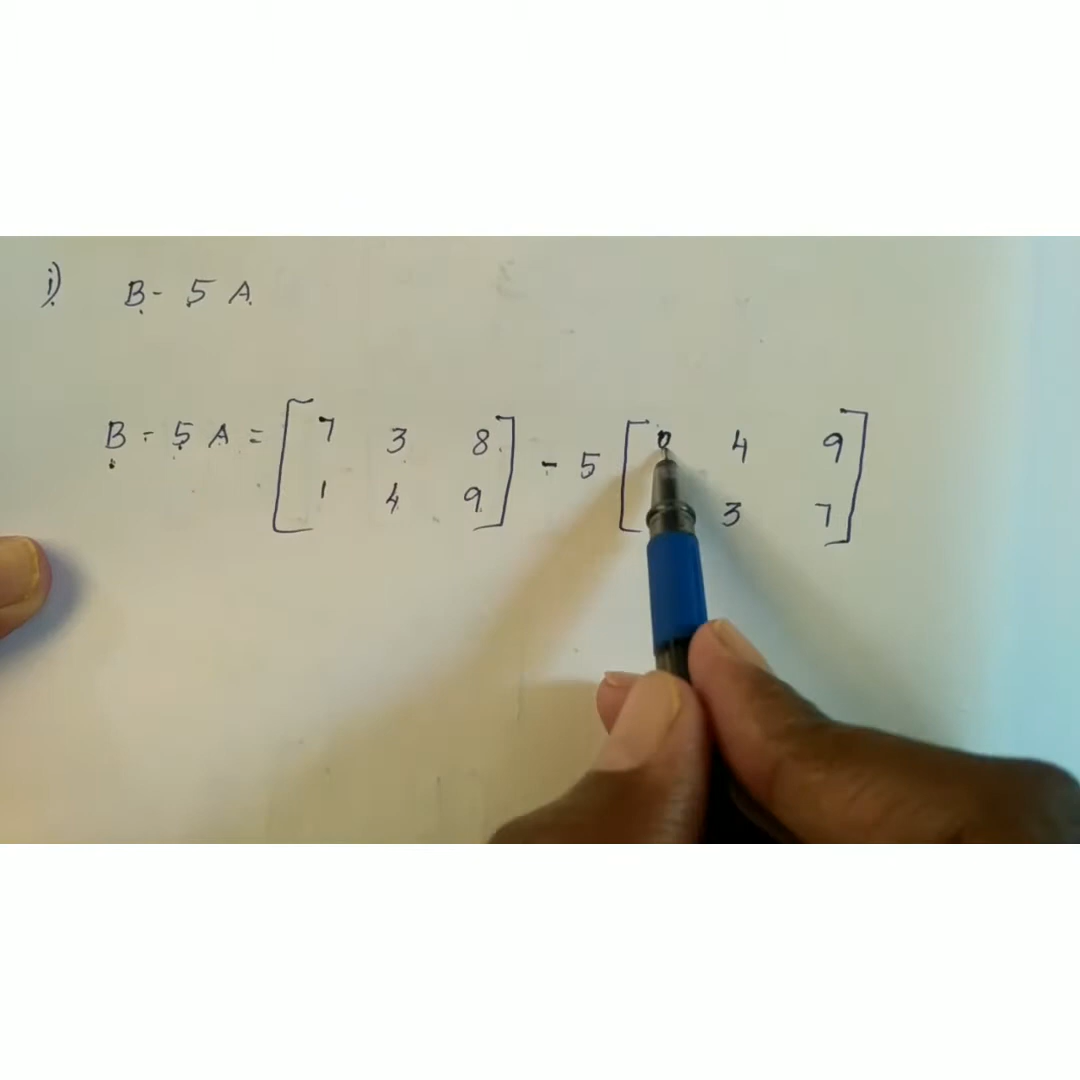 i) B - 5 A
B - 5 A = [ 7 3 8 ] - 5 [ 0 4 9 ]
[ 1 4 9 ] [ 3 7 ]